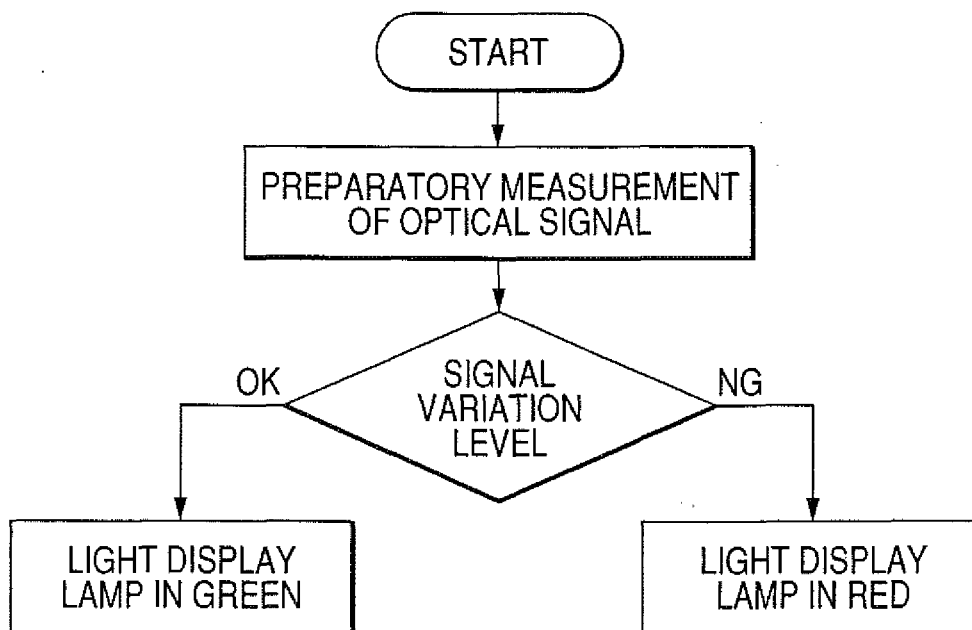 START
PREPARATORY MEASUREMENT
OF OPTICAL SIGNAL
OK
SIGNAL
VARIATION
LEVEL
NG
LIGHT DISPLAY
LAMP IN GREEN
LIGHT DISPLAY
LAMP IN RED